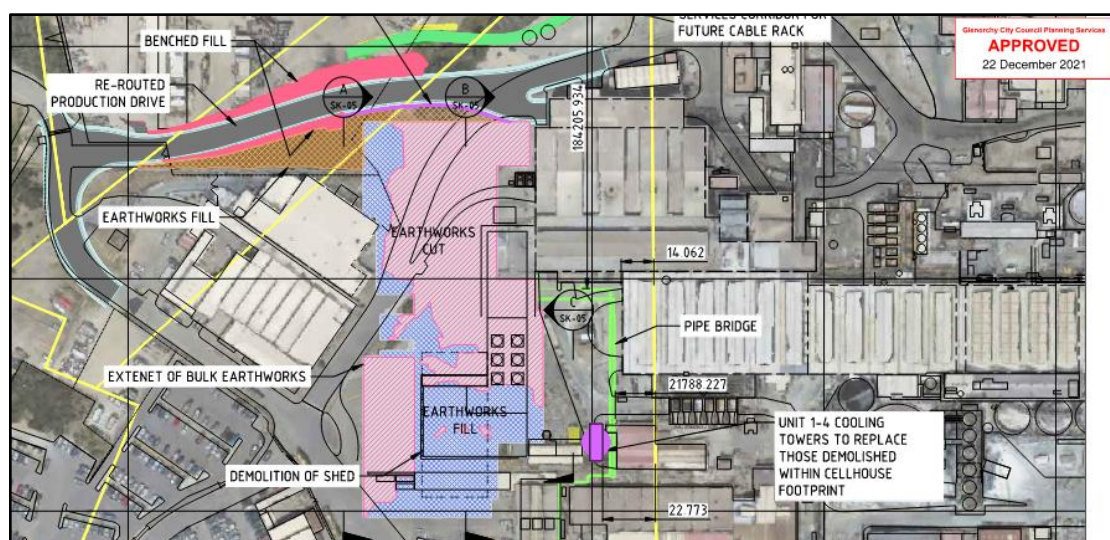 SERVICES CORRIDOR FOR
FUTURE CABLE RACK
Glenorchy City Council Planning Services
APPROVED
22 December 2021
BENCHED FILL
RE-ROUTED
PRODUCTION DRIVE
A
SK-05
B
SK-05
184205.934
EARTHWORKS FILL
EARTHWORKS
CUT
14.062
C
SK-05
PIPE BRIDGE
EXTENET OF BULK EARTHWORKS
21788.227
EARTHWORKS
FILL
UNIT 1-4 COOLING
TOWERS TO REPLACE
THOSE DEMOLISHED
WITHIN CELLHOUSE
FOOTPRINT
DEMOLITION OF SHED
22.773